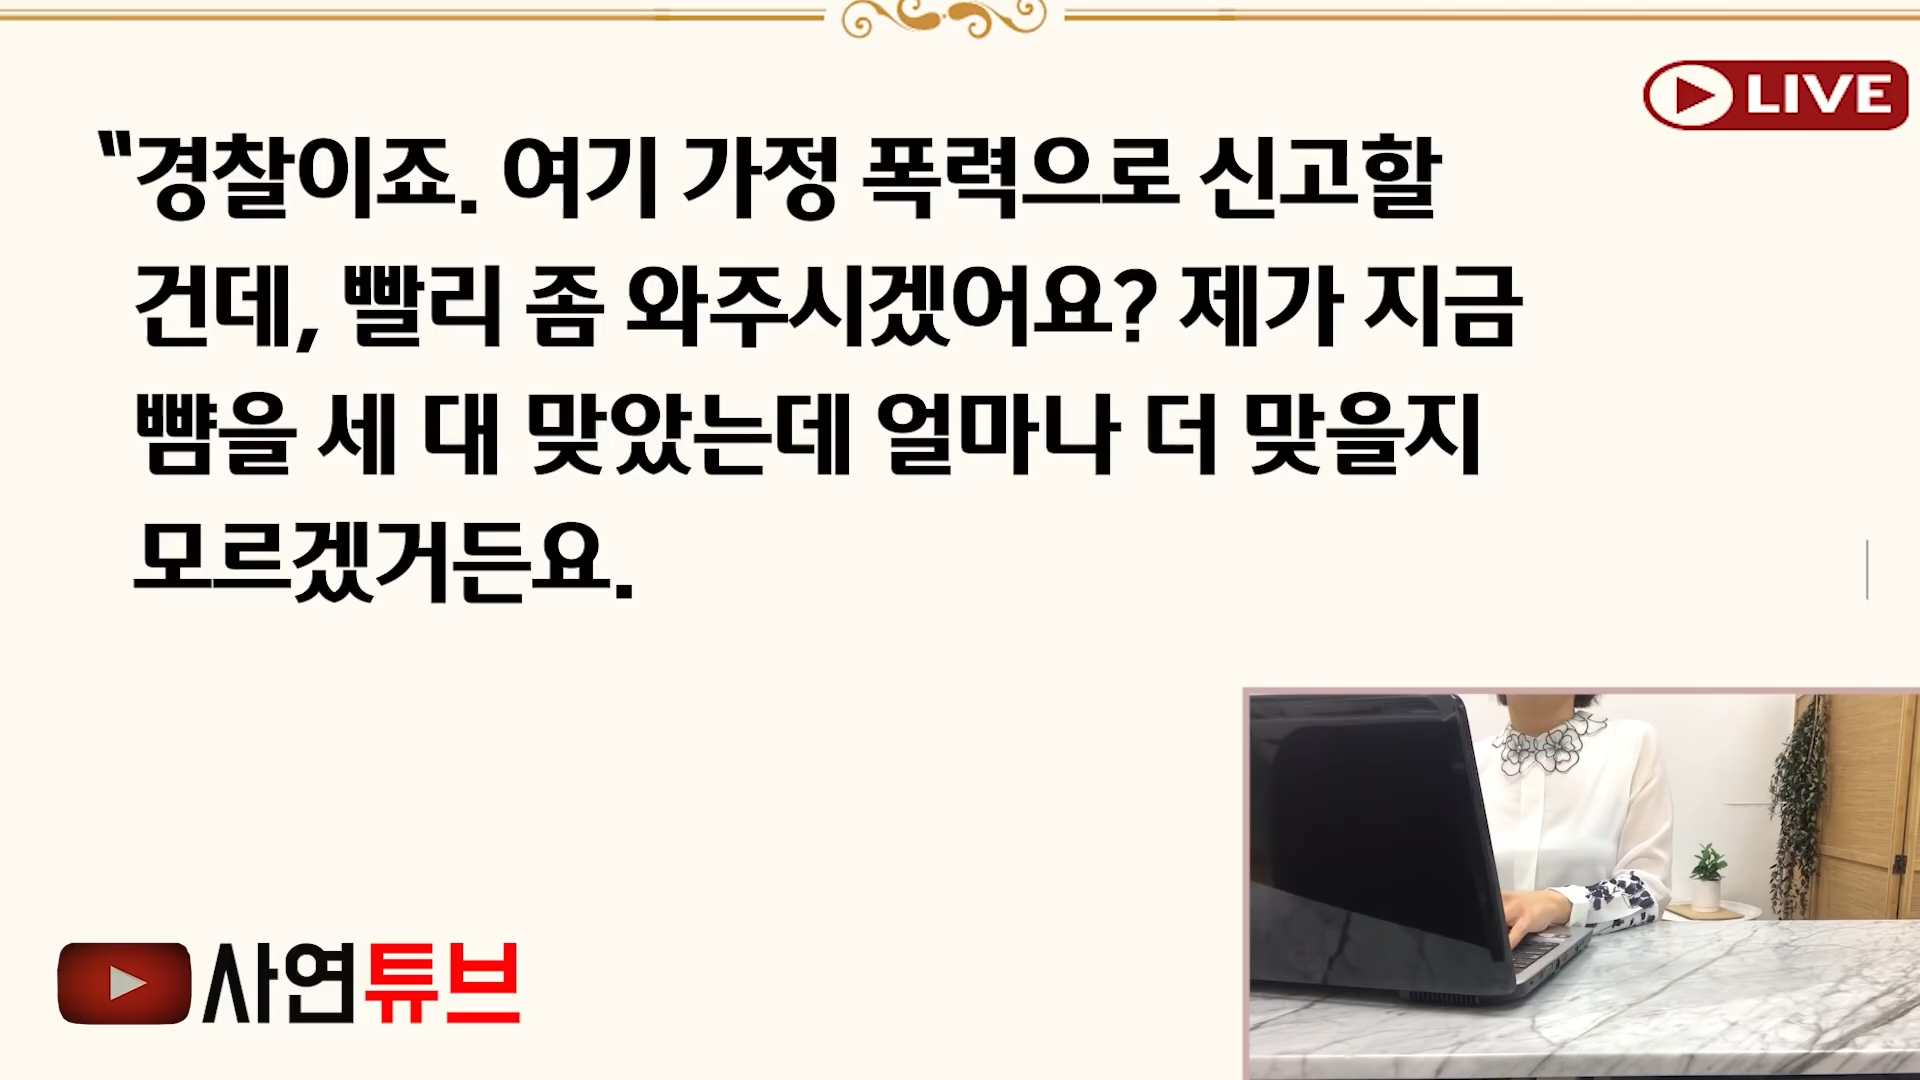 LIVE
“경찰이죠. 여기 가정 폭력으로 신고할
건데, 빨리 좀 와주시겠어요? 제가 지금
뺨을 세 대 맞았는데 얼마나 더 맞을지
모르겠거든요.
사연튜브